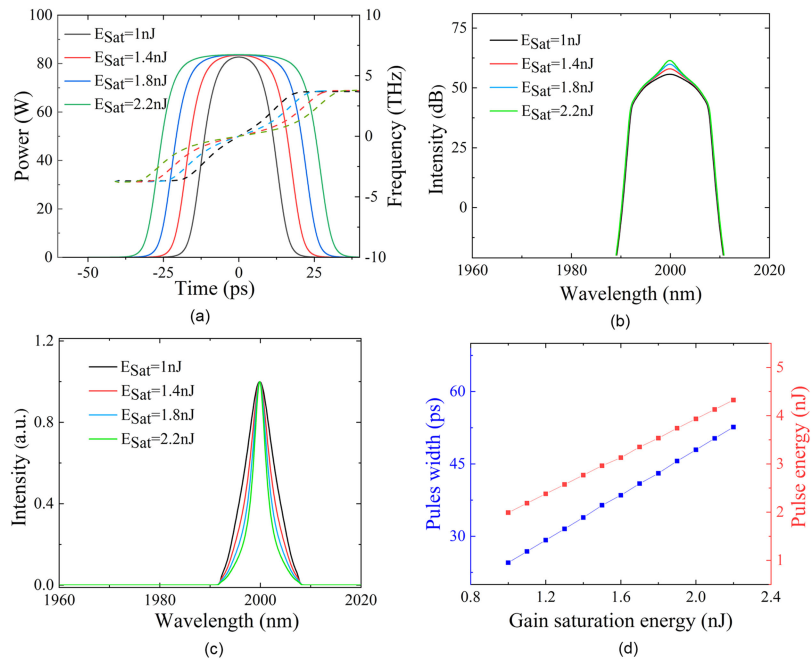 E_Sat=1nJ
E_Sat=1.4nJ
E_Sat=1.8nJ
E_Sat=2.2nJ
100
80
60
40
20
0
Power (W)
10
5
0
-5
-10
Frequency (THz)
-50
-25
0
25
Time (ps)
(a)
E_Sat=1nJ
E_Sat=1.4nJ
E_Sat=1.8nJ
E_Sat=2.2nJ
75
50
25
0
Intensity (dB)
1960
1980
2000
2020
Wavelength (nm)
(b)
E_Sat=1nJ
E_Sat=1.4nJ
E_Sat=1.8nJ
E_Sat=2.2nJ
1.2
0.8
0.4
0.0
Intensity (a.u.)
1960
1980
2000
2020
Wavelength (nm)
(c)
60
45
30
Pules width (ps)
5
4
3
2
1
Pulse energy (nJ)
0.8
1.2
1.6
2.0
2.4
Gain saturation energy (nJ)
(d)